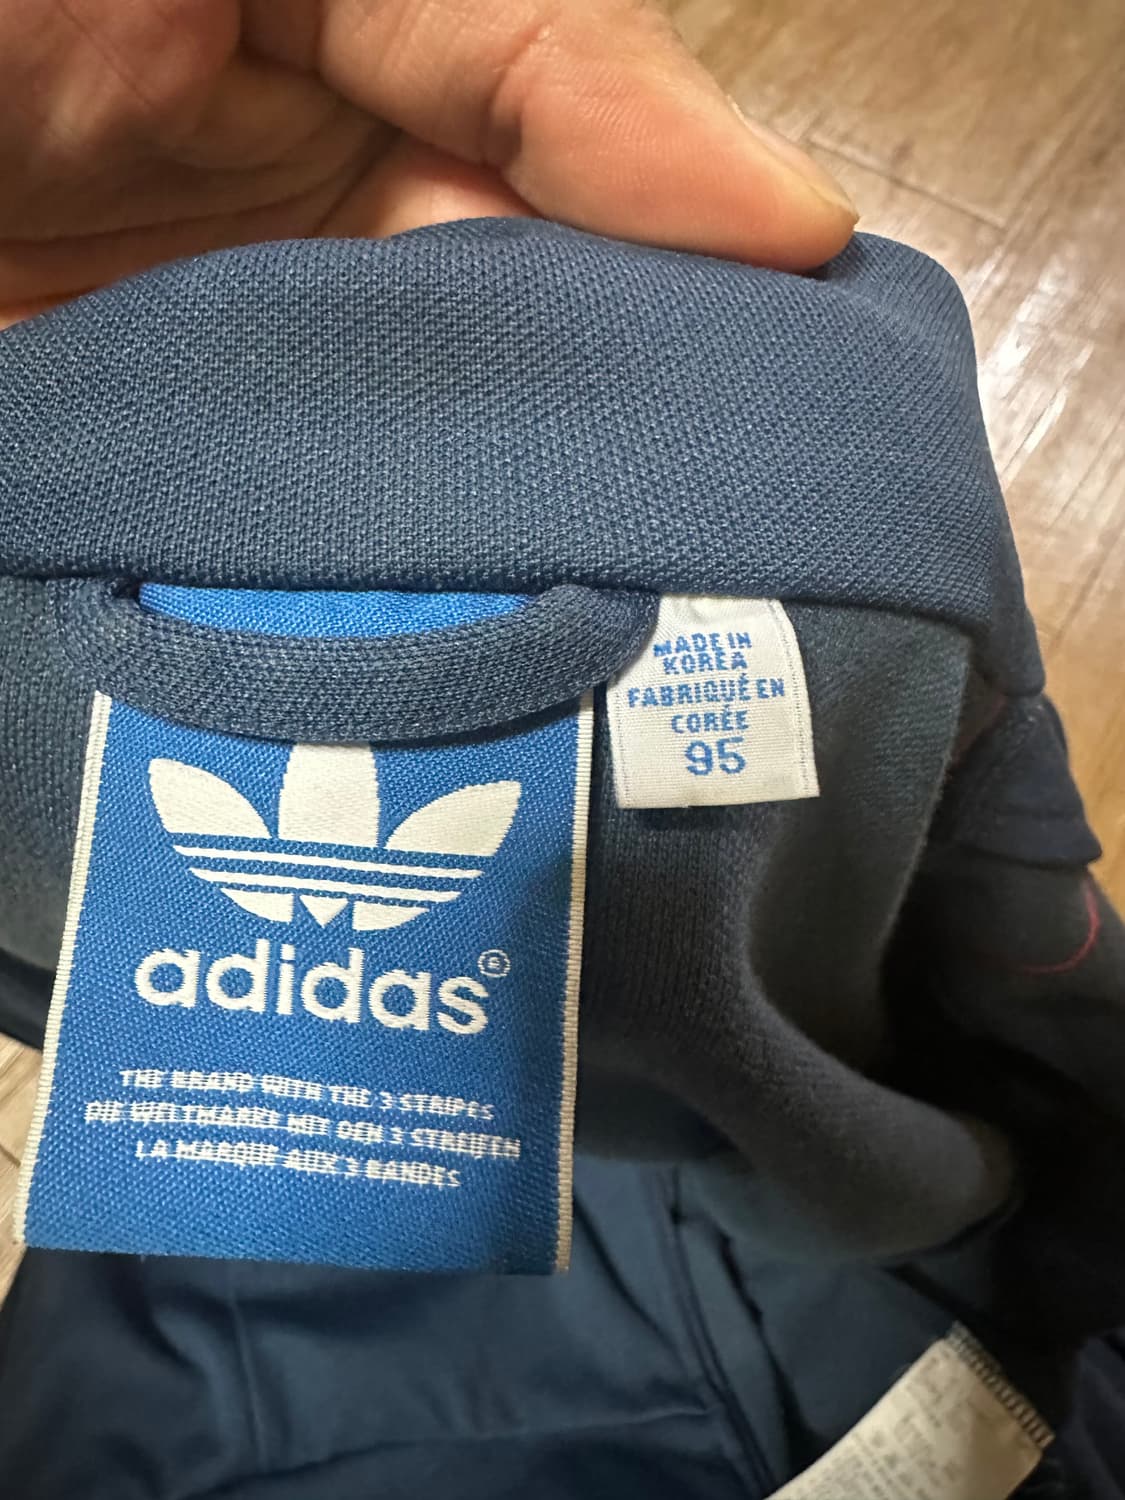 MADE IN
KOREA
FABRIQUÉ EN
CORÉE
95
adidas®
THE BRAND WITH THE 3 STRIPES
DIE WELTMARKE MIT DEN 3 STREIFEN
LA MARQUE AUX 3 BANDES